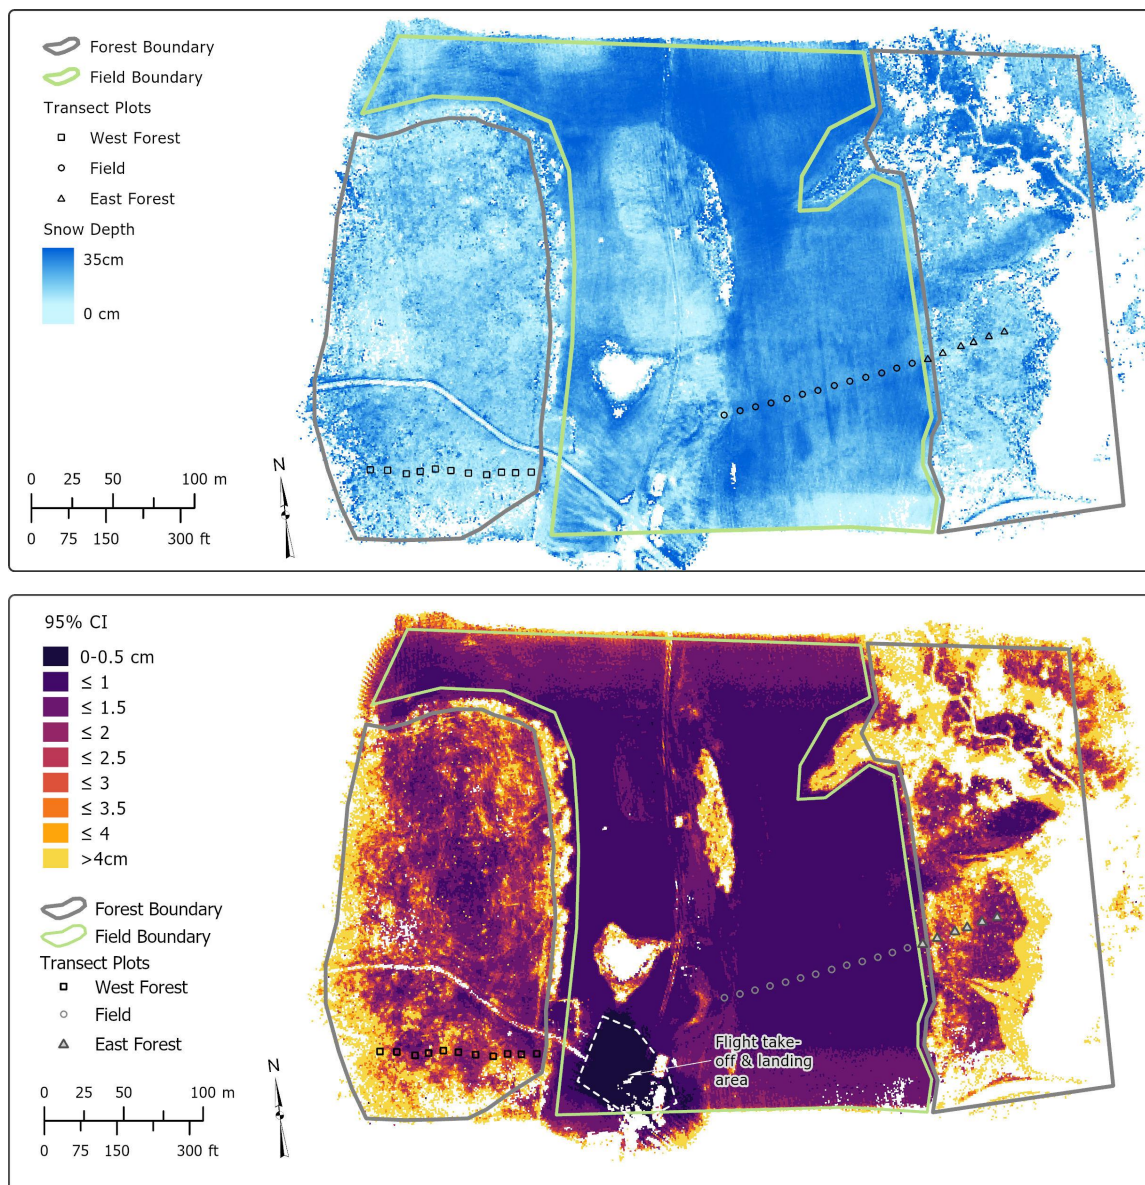 Forest Boundary
Field Boundary
Transect Plots
West Forest
Field
East Forest
Snow Depth
35cm
0 cm
N
0 25 50 100 m
0 75 150 300 ft
95% CI
0-0.5 cm
≤ 1
≤ 1.5
≤ 2
≤ 2.5
≤ 3
≤ 3.5
≤ 4
>4cm
Forest Boundary
Field Boundary
Transect Plots
West Forest
Field
East Forest
N
0 25 50 100 m
0 75 150 300 ft
Flight take-
off & landing
area